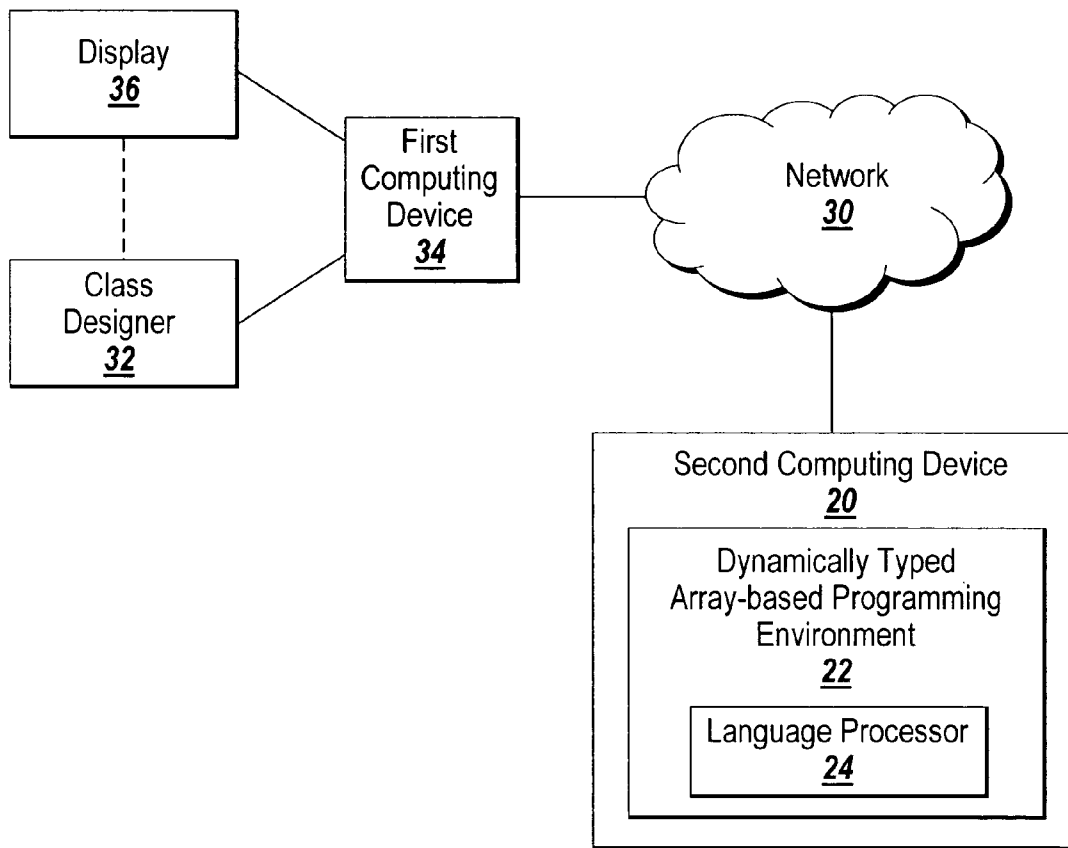 Display
36
First
Computing
Device
34
Network
30
Class
Designer
32
Second Computing Device
20
Dynamically Typed
Array-based Programming
Environment
22
Language Processor
24